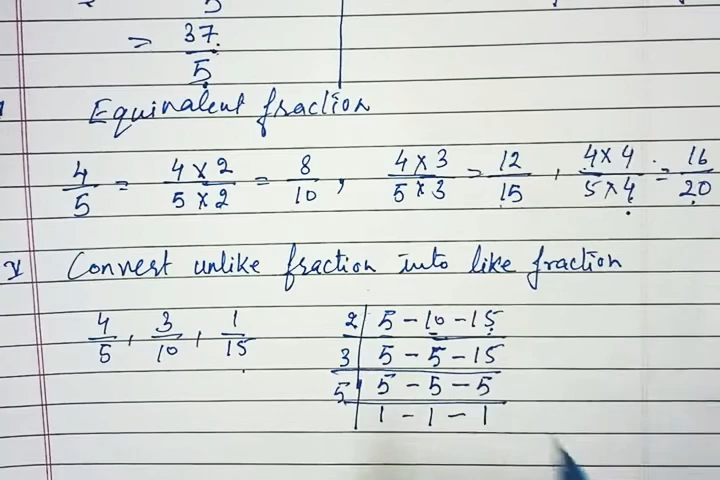 = 37/5
Equivalent fraction
4/5 = 4×2/5×2 = 8/10, 4×3/5×3 = 12/15, 4×4/5×4 = 16/20
Convert unlike fraction into like fraction
4/5, 3/10, 1/15
2 | 5 - 10 - 15
3 | 5 - 5 - 15
5 | 5 - 5 - 5
1 - 1 - 1